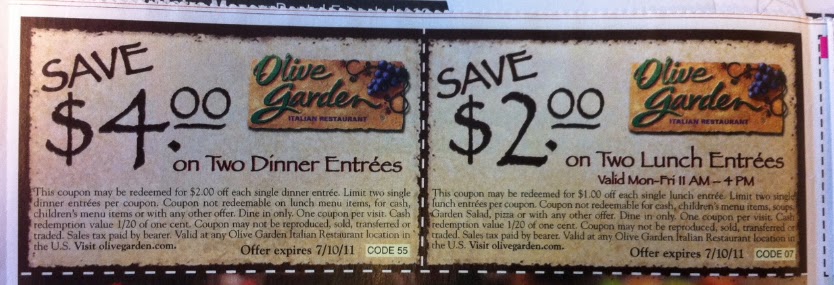 SAVE
$4.00
Olive
Garden
ITALIAN RESTAURANT
on Two Dinner Entrées
This coupon may be redeemed for $2.00 off each single dinner entrée. Limit two single
dinner entrées per coupon. Coupon not redeemable on lunch menu items, for cash,
children's menu items or with any other offer. Dine in only. One coupon per visit. Cash
redemption value 1/20 of one cent. Coupon may not be reproduced, sold, transferred or
traded. Sales tax paid by bearer. Valid at any Olive Garden Italian Restaurant location in
the U.S. Visit olivegarden.com.
Offer expires 7/10/11 CODE 55
SAVE
$2.00
Olive
Garden
ITALIAN RESTAURANT
on Two Lunch Entrées
Valid Mon-Fri 11 AM – 4 PM
This coupon may be redeemed for $1.00 off each single lunch entrée. Limit two single
lunch entrées per coupon. Coupon not redeemable for cash, children's menu items, soups,
Garden Salad, pizza or with any other offer. Dine in only. One coupon per visit. Cash
redemption value 1/20 of one cent. Coupon may not be reproduced, sold, transferred or
traded. Sales tax paid by bearer. Valid at any Olive Garden Italian Restaurant location in
the U.S. Visit olivegarden.com.
Offer expires 7/10/11 CODE 07